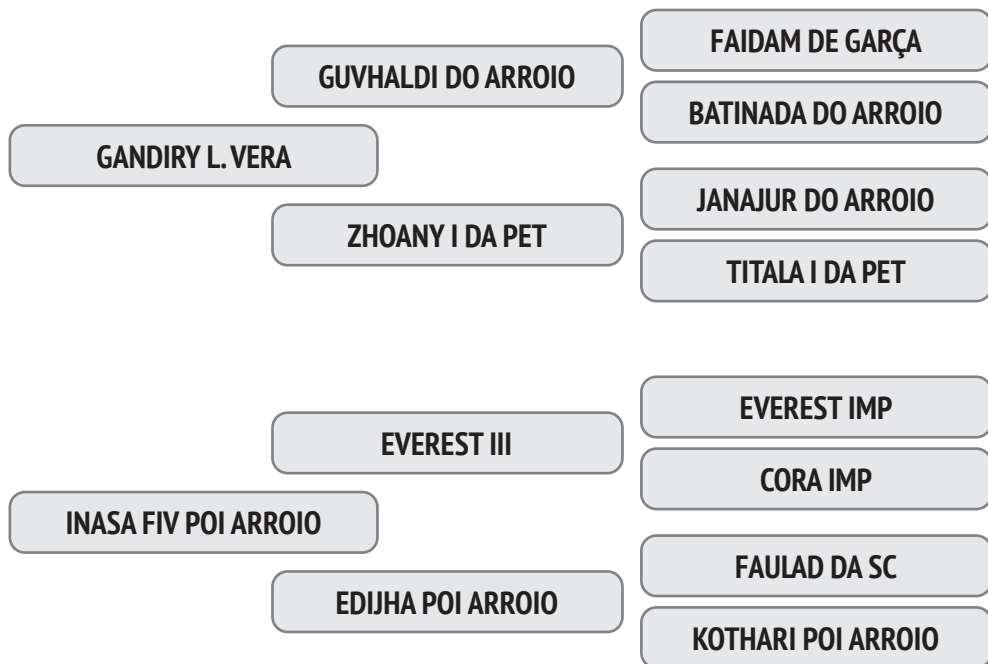 FAIDAM DE GARÇA
GUVHALDI DO ARROIO
BATINADA DO ARROIO
GANDIRY L. VERA
JANAJUR DO ARROIO
ZHOANY I DA PET
TITALA I DA PET
EVEREST IMP
EVEREST III
CORA IMP
INASA FIV POI ARROIO
FAULAD DA SC
EDIJHA POI ARROIO
KOTHARI POI ARROIO